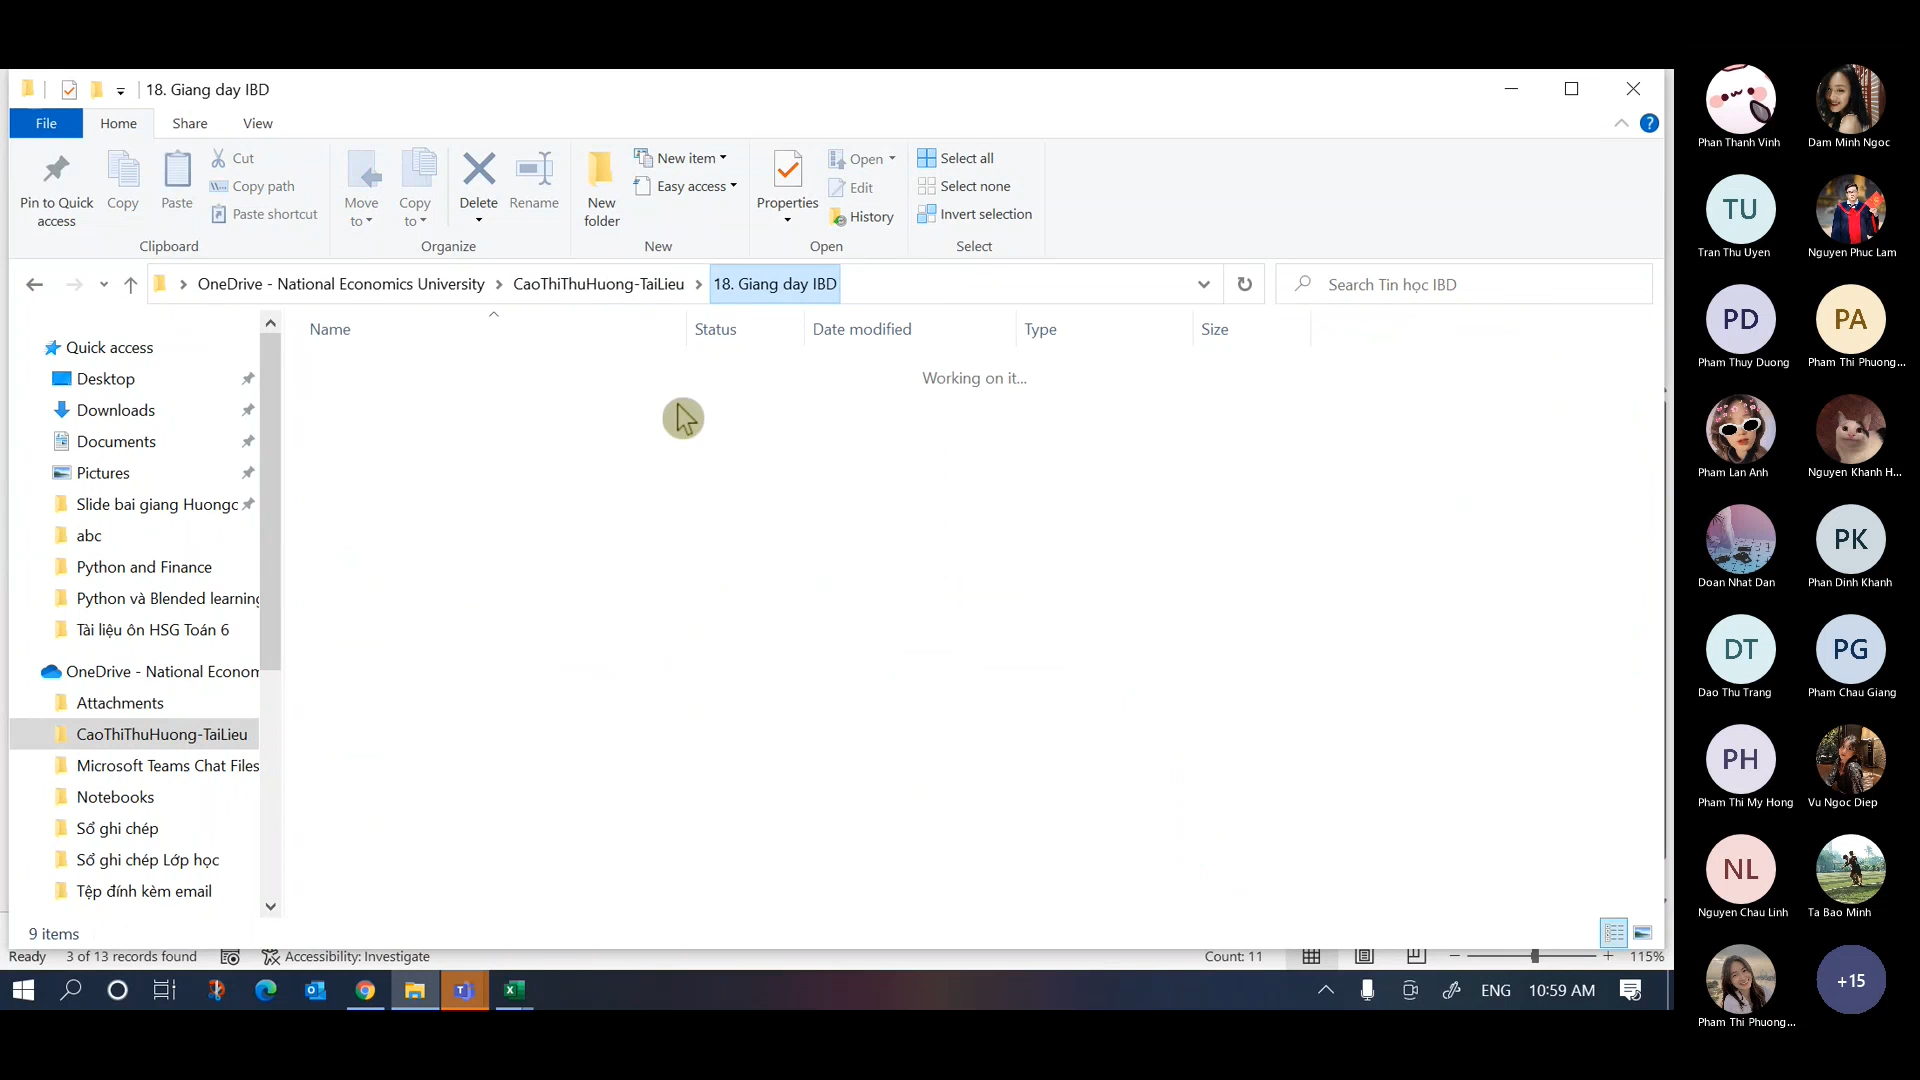 18. Giang day IBD
File Home Share View
Pin to Quick access
Copy
Paste
Cut
Copy path
Paste shortcut
Clipboard
Move to
Copy to
Delete
Rename
Organize
New folder
New item
Easy access
New
Properties
Open
Edit
History
Open
Select all
Select none
Invert selection
Select
OneDrive - National Economics University > CaoThiThuHuong-TaiLieu > 18. Giang day IBD
Search Tin học IBD
Name Status Date modified Type Size
Working on it...
Quick access
Desktop
Downloads
Documents
Pictures
Slide bai giang Huongc
abc
Python and Finance
Python và Blended learning
Tài liệu ôn HSG Toán 6
OneDrive - National Econom
Attachments
CaoThiThuHuong-TaiLieu
Microsoft Teams Chat Files
Notebooks
Sổ ghi chép
Sổ ghi chép Lớp học
Tệp đính kèm email
9 items
Ready 3 of 13 records found Accessibility: Investigate Count: 11 115%
ENG 10:59 AM
Phan Thanh Vinh Dam Minh Ngoc
TU
Tran Thu Uyen Nguyen Phuc Lam
PD PA
Pham Thuy Duong Pham Thi Phuong...
Pham Lan Anh Nguyen Khanh H...
PK
Doan Nhat Dan Phan Dinh Khanh
DT PG
Dao Thu Trang Pham Chau Giang
PH
Pham Thi My Hong Vu Ngoc Diep
NL
Nguyen Chau Linh Ta Bao Minh
+15
Pham Thi Phuong...